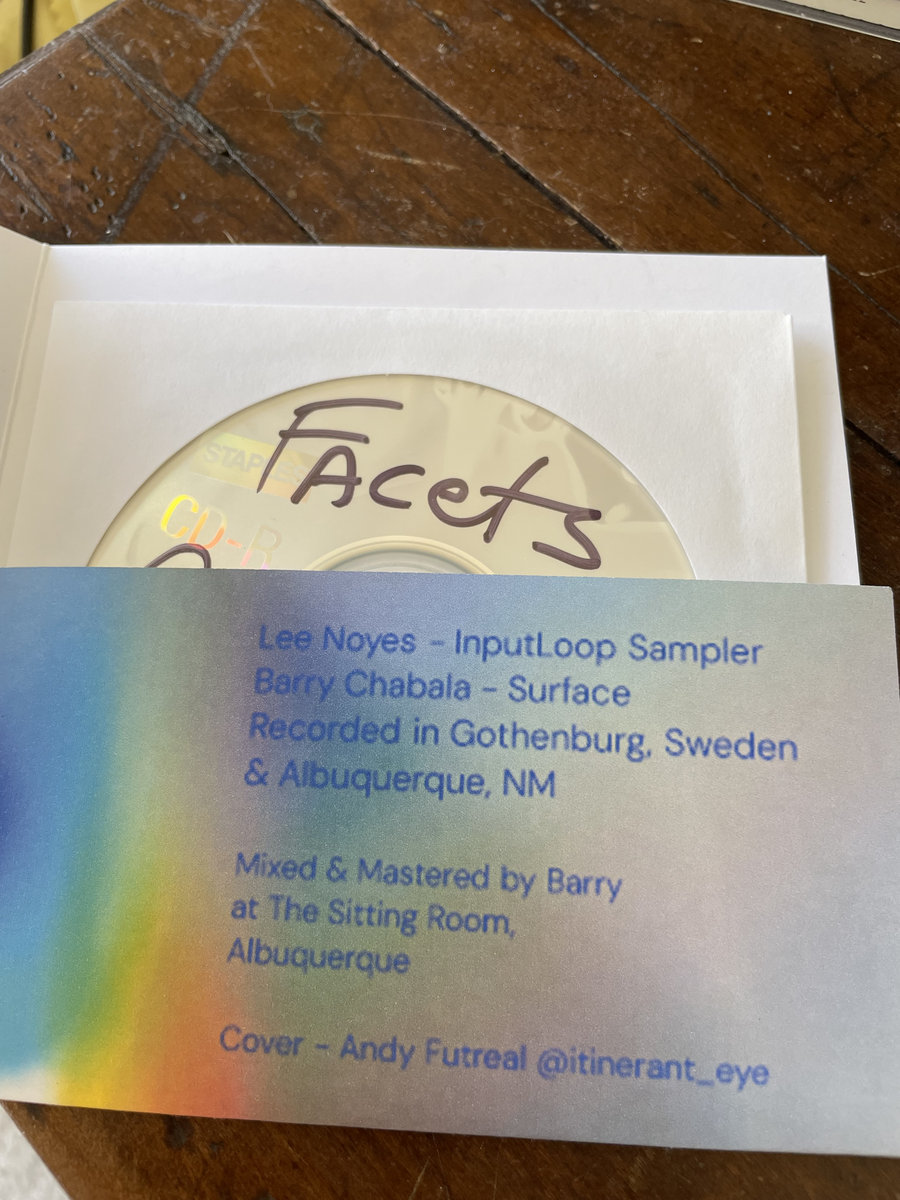 FAcets
CD-R
Lee Noyes - InputLoop Sampler
Barry Chabala - Surface
Recorded in Gothenburg, Sweden
& Albuquerque, NM
Mixed & Mastered by Barry
at The Sitting Room,
Albuquerque
Cover - Andy Futreal @itinerant_eye